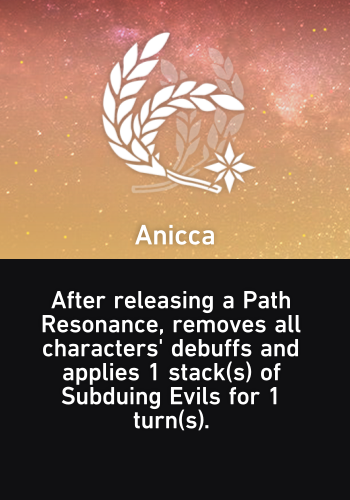 Anicca
After releasing a Path
Resonance, removes all
characters' debuffs and
applies 1 stack(s) of
Subduing Evils for 1
turn(s).